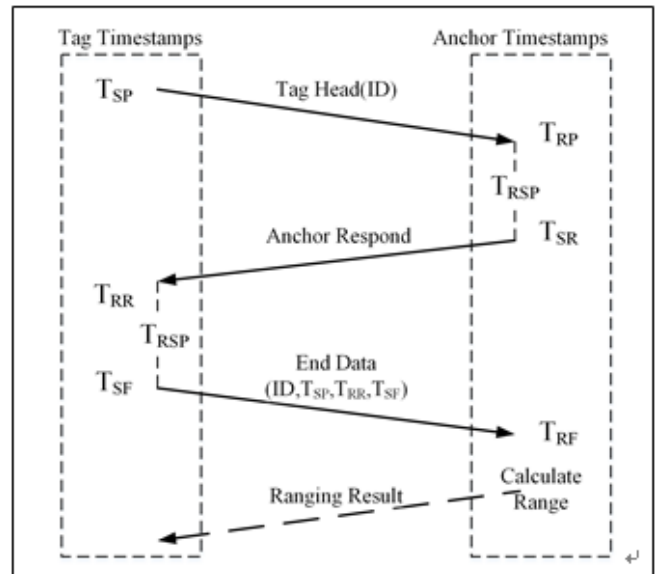 Tag Timestamps
Anchor Timestamps
T_SP
Tag Head(ID)
T_RP
T_RSP
Anchor Respond
T_SR
T_RR
T_RSP
End Data
T_SF
(ID,T_SP,T_RR,T_SF)
T_RF
Ranging Result
Calculate
Range
↵